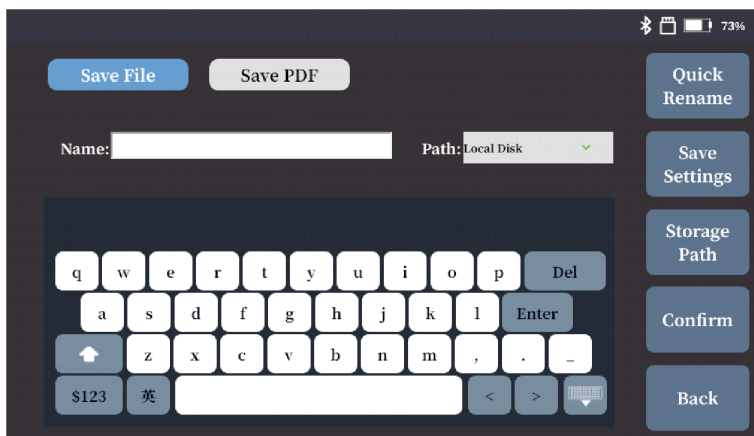 73%
Save File Save PDF
Quick
Rename
Name: Path: Local Disk
Save
Settings
Storage
Path
q w e r t y u i o p Del
a s d f g h j k l Enter
Confirm
z x c v b n m , . _
$123 英 < >
Back